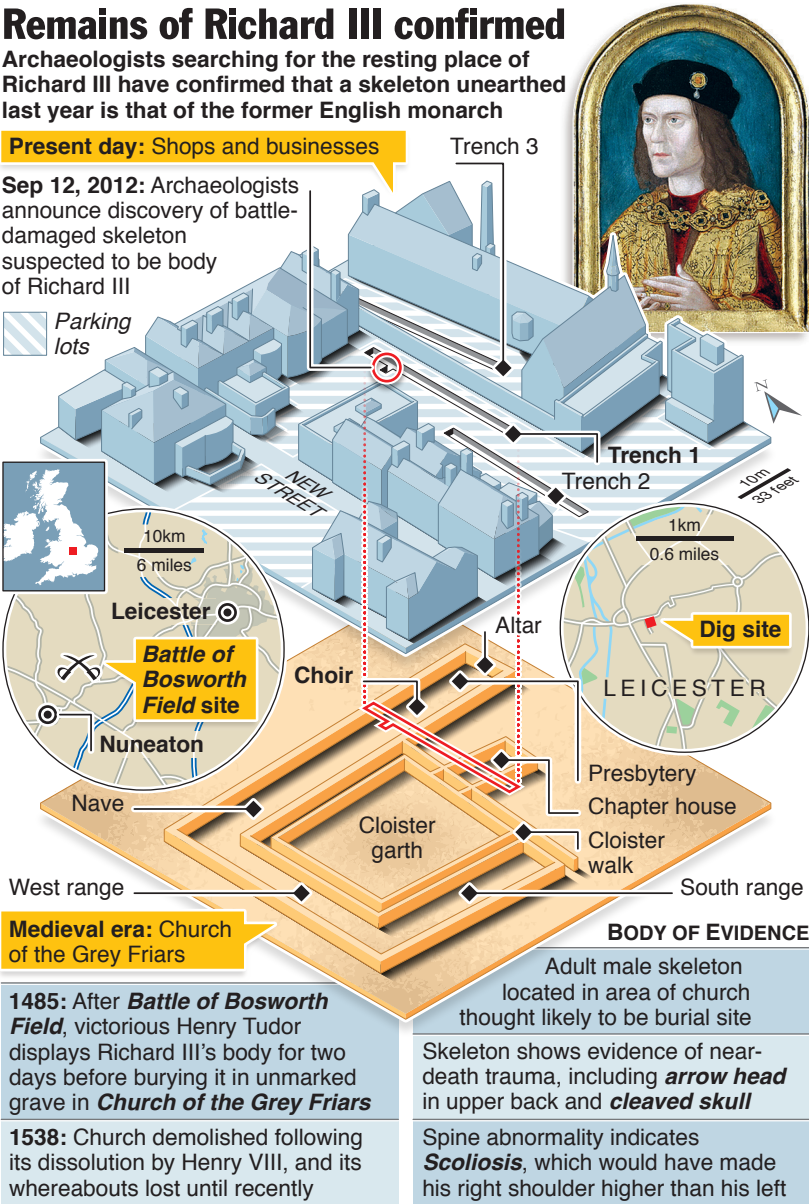 Remains of Richard III confirmed
Archaeologists searching for the resting place of
Richard III have confirmed that a skeleton unearthed
last year is that of the former English monarch
Present day: Shops and businesses
Trench 3
Sep 12, 2012: Archaeologists
announce discovery of battle-
damaged skeleton
suspected to be body
of Richard III
Parking
lots
N
Trench 1
Trench 2
NEW
STREET
10m
33 feet
10km
6 miles
Leicester
Battle of
Bosworth
Field site
Nuneaton
1km
0.6 miles
Dig site
LEICESTER
Altar
Choir
Presbytery
Chapter house
Cloister
walk
Nave
Cloister
garth
West range
South range
Medieval era: Church
of the Grey Friars
1485: After Battle of Bosworth
Field, victorious Henry Tudor
displays Richard III's body for two
days before burying it in unmarked
grave in Church of the Grey Friars
1538: Church demolished following
its dissolution by Henry VIII, and its
whereabouts lost until recently
BODY OF EVIDENCE
Adult male skeleton
located in area of church
thought likely to be burial site
Skeleton shows evidence of near-
death trauma, including arrow head
in upper back and cleaved skull
Spine abnormality indicates
Scoliosis, which would have made
his right shoulder higher than his left